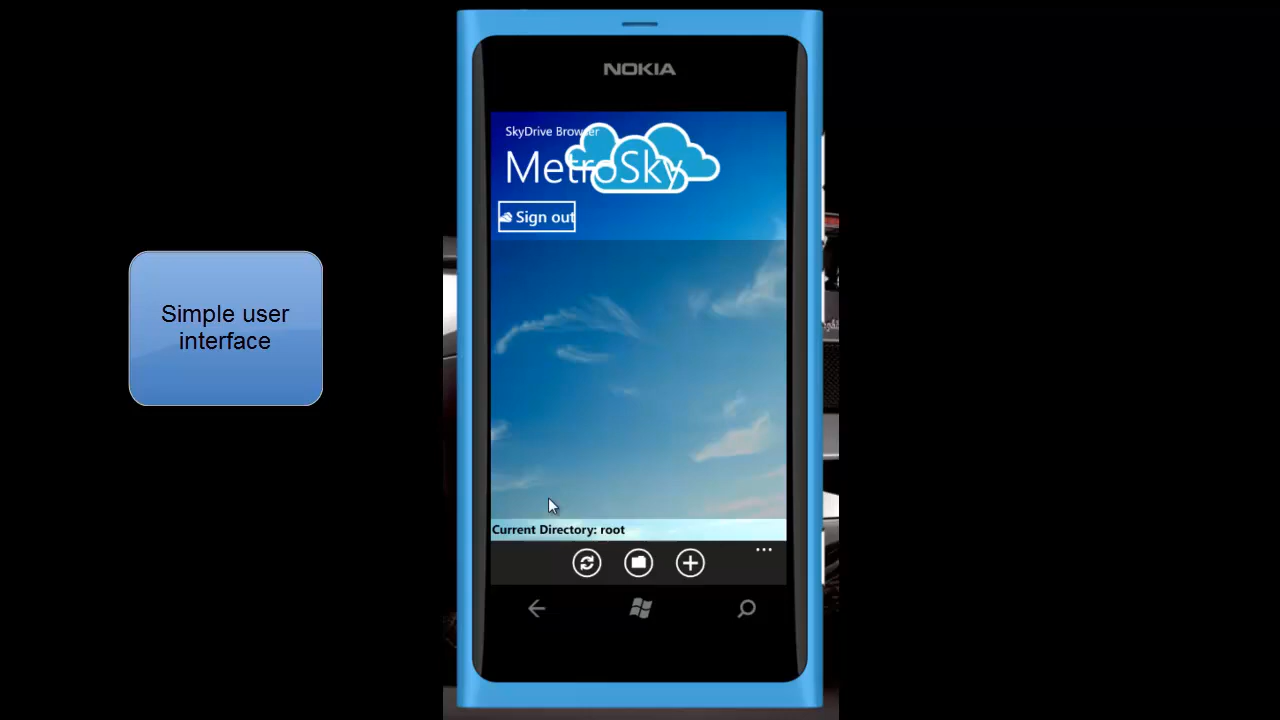 NOKIA
SkyDrive Browser
MetroSky
Sign out
Simple user
interface
Current Directory: root
...